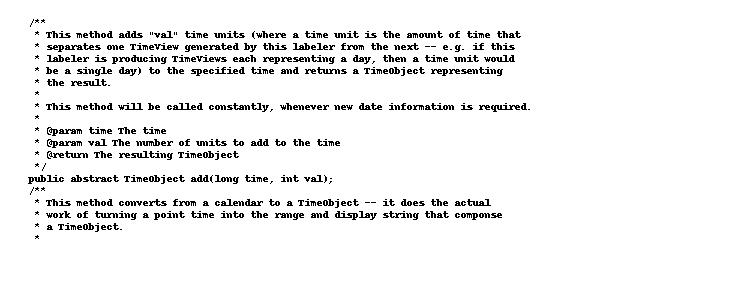 /**
* This method adds "val" time units (where a time unit is the amount of time that
* separates one TimeView generated by this labeler from the next -- e.g. if this
* labeler is producing TimeViews each representing a day, then a time unit would
* be a single day) to the specified time and returns a TimeObject representing
* the result.
*
* This method will be called constantly, whenever new date information is required.
*
* @param time The time
* @param val The number of units to add to the time
* @return The resulting TimeObject
*/
public abstract TimeObject add(long time, int val);
/**
* This method converts from a calendar to a TimeObject -- it does the actual
* work of turning a point time into the range and display string that componse
* a TimeObject.
*